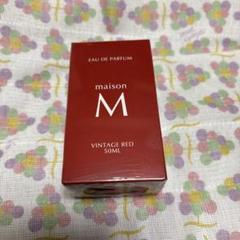 EAU DE PARFUM
maison
M
VINTAGE RED
50ML